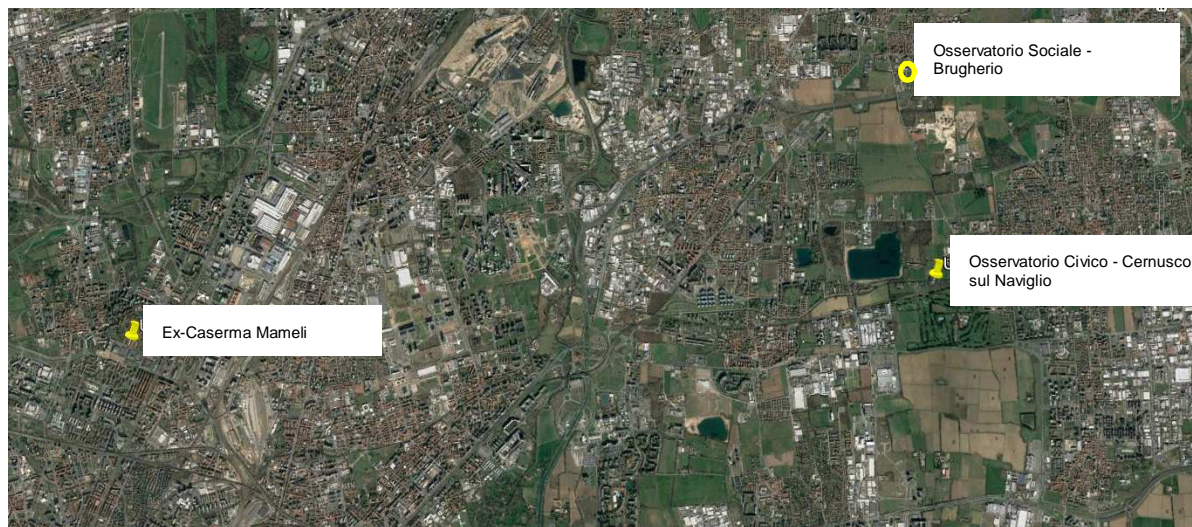 Osservatorio Sociale -
Brugherio
Osservatorio Civico - Cernusco
sul Naviglio
Ex-Caserma Mameli